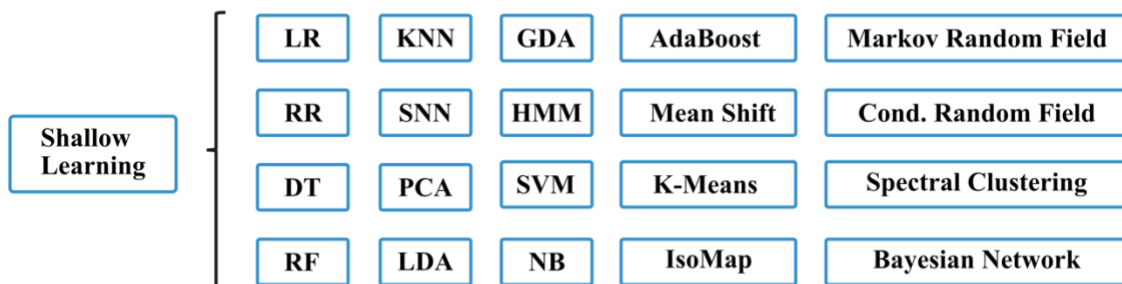 Shallow
Learning
LR KNN GDA AdaBoost Markov Random Field
RR SNN HMM Mean Shift Cond. Random Field
DT PCA SVM K-Means Spectral Clustering
RF LDA NB IsoMap Bayesian Network